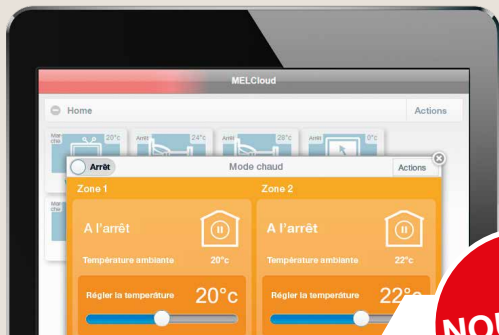 MELCloud
Home
Actions
Marche
20°c
Arrêt
24°c
Arrêt
28°c
Arrêt
0°c
Arrêt
Mode chaud
Actions
Zone 1
Zone 2
A l'arrêt
A l'arrêt
Température ambiante 20°c
Température ambiante 22°c
Régler la température 20°c
Régler la température 22°c